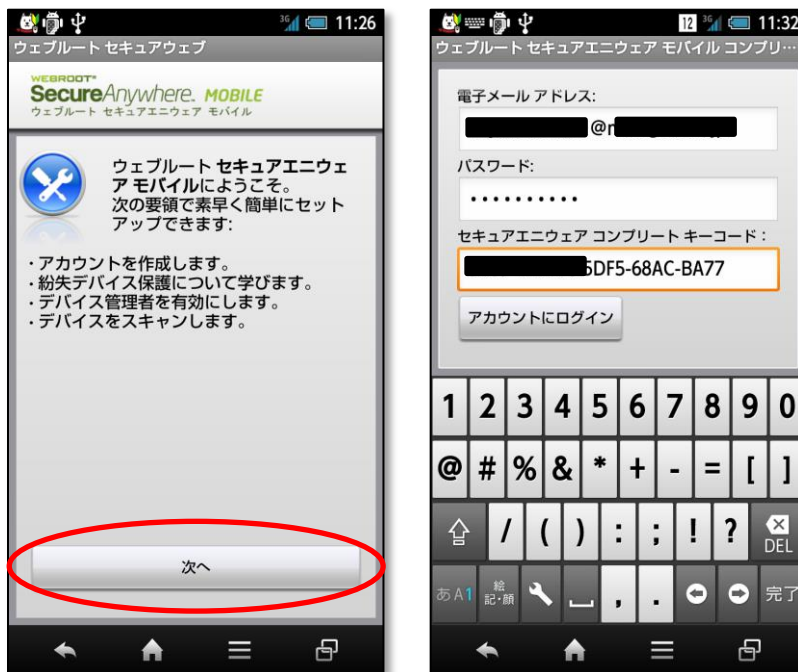 3G 11:26
ウェブルート セキュアウェブ
WEBROOT™
SecureAnywhere. MOBILE
ウェブルート セキュアエニウェア モバイル
ウェブルート セキュアエニウェ
ア モバイルにようこそ。
次の要領で素早く簡単にセット
アップできます:
・アカウントを作成します。
・紛失デバイス保護について学びます。
・デバイス管理者を有効にします。
・デバイスをスキャンします。
次へ
12 3G 11:32
ウェブルート セキュアエニウェア モバイル コンプリ…
電子メール アドレス:
@
パスワード:
••••••••••
セキュアエニウェア コンプリート キーコード：
5DF5-68AC-BA77
アカウントにログイン
1 2 3 4 5 6 7 8 9 0
@ # % & * + - = [ ]
/ ( ) : ; ! ? DEL
あA1 絵記・顔 , . 完了